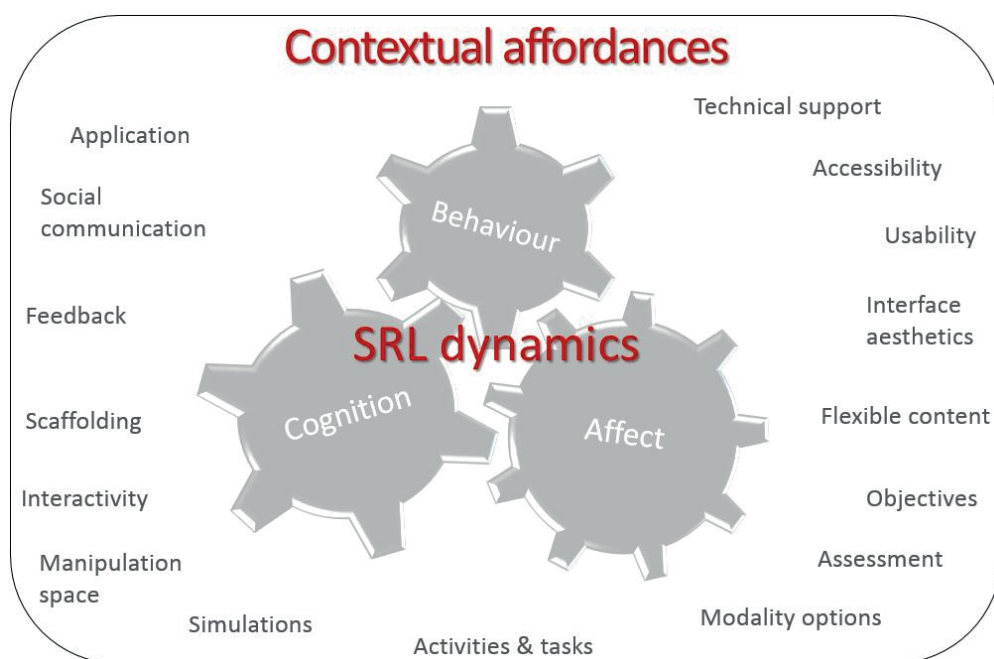 Contextual affordances
Technical support
Application
Accessibility
Social
communication
Behaviour
Usability
Feedback
Interface
aesthetics
SRL dynamics
Cognition
Affect
Scaffolding
Flexible content
Interactivity
Objectives
Manipulation
space
Assessment
Simulations
Modality options
Activities & tasks